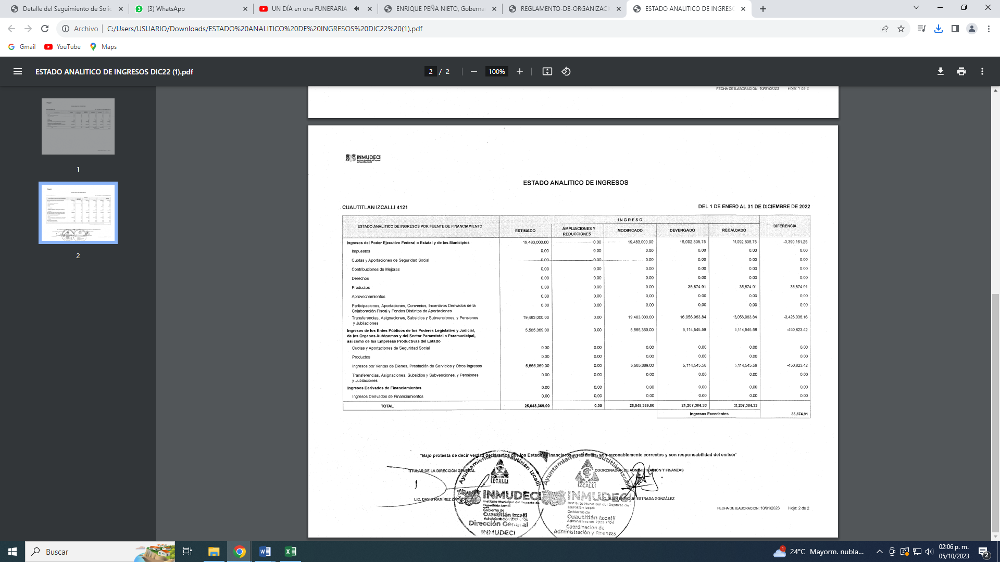 Detalle del Seguimiento de Solic
(3) WhatsApp
UN DÍA en una FUNERARIA
ENRIQUE PEÑA NIETO, Goberna
REGLAMENTO-DE-ORGANIZACI
ESTADO ANALITICO DE INGRESO
Archivo | C:/Users/USUARIO/Downloads/ESTADO%20ANALITICO%20DE%20INGRESOS%20DIC22%20(1).pdf
Gmail YouTube Maps
ESTADO ANALITICO DE INGRESOS DIC22 (1).pdf
2 / 2 100%
1
2
FECHA DE ELABORACION: 10/01/2023 Hoja: 1 de 2
INMUDECI
ESTADO ANALITICO DE INGRESOS
CUAUTITLAN IZCALLI 4121 DEL 1 DE ENERO AL 31 DE DICIEMBRE DE 2022
ESTADO ANALITICO DE INGRESOS POR FUENTE DE FINANCIAMIENTO
I N G R E S O
ESTIMADO AMPLIACIONES Y REDUCCIONES MODIFICADO DEVENGADO RECAUDADO DIFERENCIA
Ingresos del Poder Ejecutivo Federal o Estatal y de los Municipios 19,483,000.00 0.00 19,483,000.00 16,092,838.75 16,092,838.75 -3,390,161.25
Impuestos 0.00 0.00 0.00 0.00 0.00 0.00
Cuotas y Aportaciones de Seguridad Social 0.00 0.00 0.00 0.00 0.00 0.00
Contribuciones de Mejoras 0.00 0.00 0.00 0.00 0.00 0.00
Derechos 0.00 0.00 0.00 0.00 0.00 0.00
Productos 0.00 0.00 0.00 35,874.91 35,874.91 35,874.91
Aprovechamientos 0.00 0.00 0.00 0.00 0.00 0.00
Participaciones, Aportaciones, Convenios, Incentivos Derivados de la 0.00 0.00 0.00 0.00 0.00 0.00
Colaboración Fiscal y Fondos Distintos de Aportaciones
Transferencias, Asignaciones, Subsidios y Subvenciones, y Pensiones 19,483,000.00 0.00 19,483,000.00 16,056,963.84 16,056,963.84 -3,426,036.16
y Jubilaciones
Ingresos de los Entes Públicos de los Poderes Legislativo y Judicial, 5,565,369.00 0.00 5,565,369.00 5,114,545.58 5,114,545.58 -450,823.42
de los Organos Autónomos y del Sector Paraestatal o Paramunicipal,
asi como de las Empresas Productivas del Estado
Cuotas y Aportaciones de Seguridad Social 0.00 0.00 0.00 0.00 0.00 0.00
Productos 0.00 0.00 0.00 0.00 0.00 0.00
Ingresos por Ventas de Bienes, Prestación de Servicios y Otros Ingresos 5,565,369.00 0.00 5,565,369.00 5,114,545.58 5,114,545.58 -450,823.42
Transferencias, Asignaciones, Subsidios y Subvenciones, y Pensiones 0.00 0.00 0.00 0.00 0.00 0.00
y Jubilaciones
Ingresos Derivados de Financiamientos 0.00 0.00 0.00 0.00 0.00 0.00
Ingresos Derivados de Financiamientos 0.00 0.00 0.00 0.00 0.00 0.00
TOTAL 25,048,369.00 0.00 25,048,369.00 21,207,384.33 21,207,384.33
Ingresos Excedentes 35,874.91
"Bajo protesta de decir verdad declaramos que los Estados Financieros y sus notas, son razonablemente correctos y son responsabilidad del emisor"
TITULAR DE LA DIRECCIÓN GENERAL
COORDINADOR DE ADMINISTRACIÓN Y FINANZAS
LIC. DAVID RAMÍREZ ZAMUDIO
L.C. JUAN ENRIQUE ESTRADA GONZÁLEZ
Ayuntamiento de Cuautitlán Izcalli
IZCALLI
INMUDECI
Instituto Municipal del Deporte de
Cuautitlán Izcalli
Gobierno de
Cuautitlán Izcalli
Administración 2022-2024
Dirección General
INMUDECI
Ayuntamiento de Cuautitlán Izcalli
CUAUTITLÁN
IZCALLI
INMUDECI
Instituto Municipal del Deporte de
Cuatitlán Izcalli
Gobierno de
Cuautitlán Izcalli
Administración 2022-2024
Coordinación de
Administración y Finanzas
FECHA DE ELABORACION: 10/01/2023 Hoja: 2 de 2
Buscar
24°C Mayorm. nubla...
02:06 p. m.
05/10/2023
2